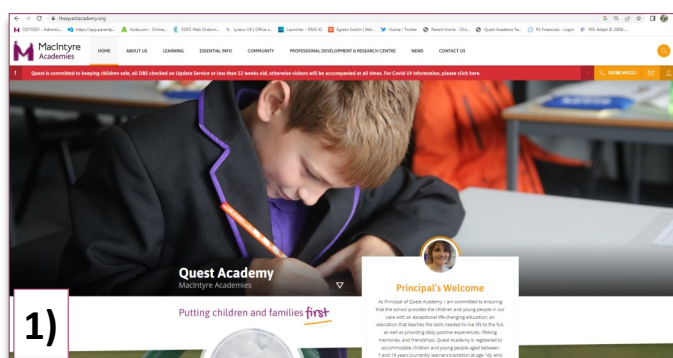 thequestacademy.org
MacIntyre
Academies
HOME ABOUT US LEARNING ESSENTIAL INFO COMMUNITY PROFESSIONAL DEVELOPMENT & RESEARCH CENTRE NEWS CONTACT US
! Quest is committed to keeping children safe, all DBS checked on Update Service or less than 12 weeks old, otherwise visitors will be accompanied at all times. For Covid-19 information, please click here.
Quest Academy
MacIntyre Academies
Putting children and families first
Principal's Welcome
As Principal of Quest Academy, I am committed to ensuring
that the school provides the children and young people in our
care with an exceptional life-changing education: an
education that teaches the skills needed to live life to the full,
as well as providing daily positive experiences, lifelong
memories, and friendships. Quest Academy is registered to
accommodate children and young people aged between
7 and 19 years (currently learners transition at age 16), who
1)